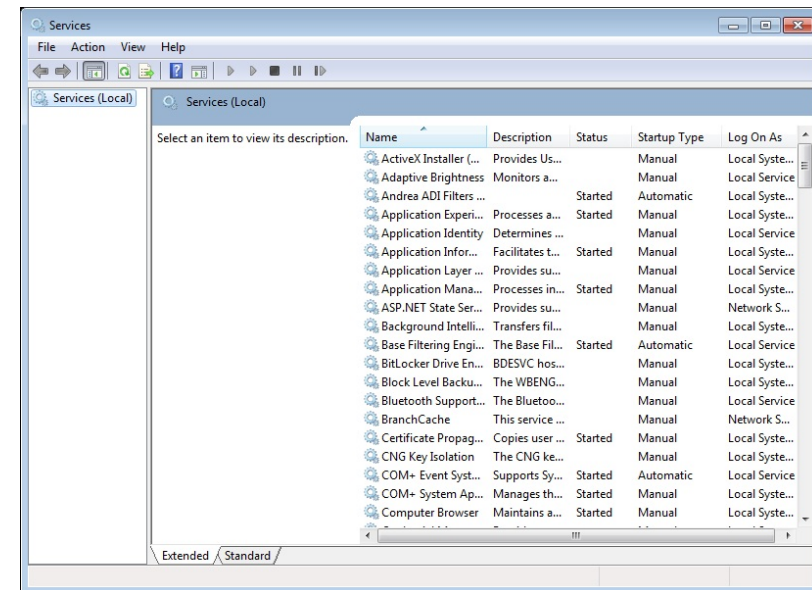 Services
File Action View Help
Services (Local)
Services (Local)
Select an item to view its description.
Name Description Status Startup Type Log On As
ActiveX Installer (... Provides Us... Manual Local Syste...
Adaptive Brightness Monitors a... Manual Local Service
Andrea ADI Filters ... Started Automatic Local Syste...
Application Experi... Processes a... Started Manual Local Syste...
Application Identity Determines ... Manual Local Service
Application Infor... Facilitates t... Started Manual Local Syste...
Application Layer ... Provides su... Manual Local Service
Application Mana... Processes in... Started Manual Local Syste...
ASP.NET State Ser... Provides su... Manual Network S...
Background Intelli... Transfers fil... Manual Local Syste...
Base Filtering Engi... The Base Fil... Started Automatic Local Service
BitLocker Drive En... BDESVC hos... Manual Local Syste...
Block Level Backu... The WBENG... Manual Local Syste...
Bluetooth Support... The Bluetoo... Manual Local Service
BranchCache This service ... Manual Network S...
Certificate Propag... Copies user ... Started Manual Local Syste...
CNG Key Isolation The CNG ke... Manual Local Syste...
COM+ Event Syst... Supports Sy... Started Automatic Local Service
COM+ System Ap... Manages th... Started Manual Local Syste...
Computer Browser Maintains a... Started Manual Local Syste...
Extended Standard